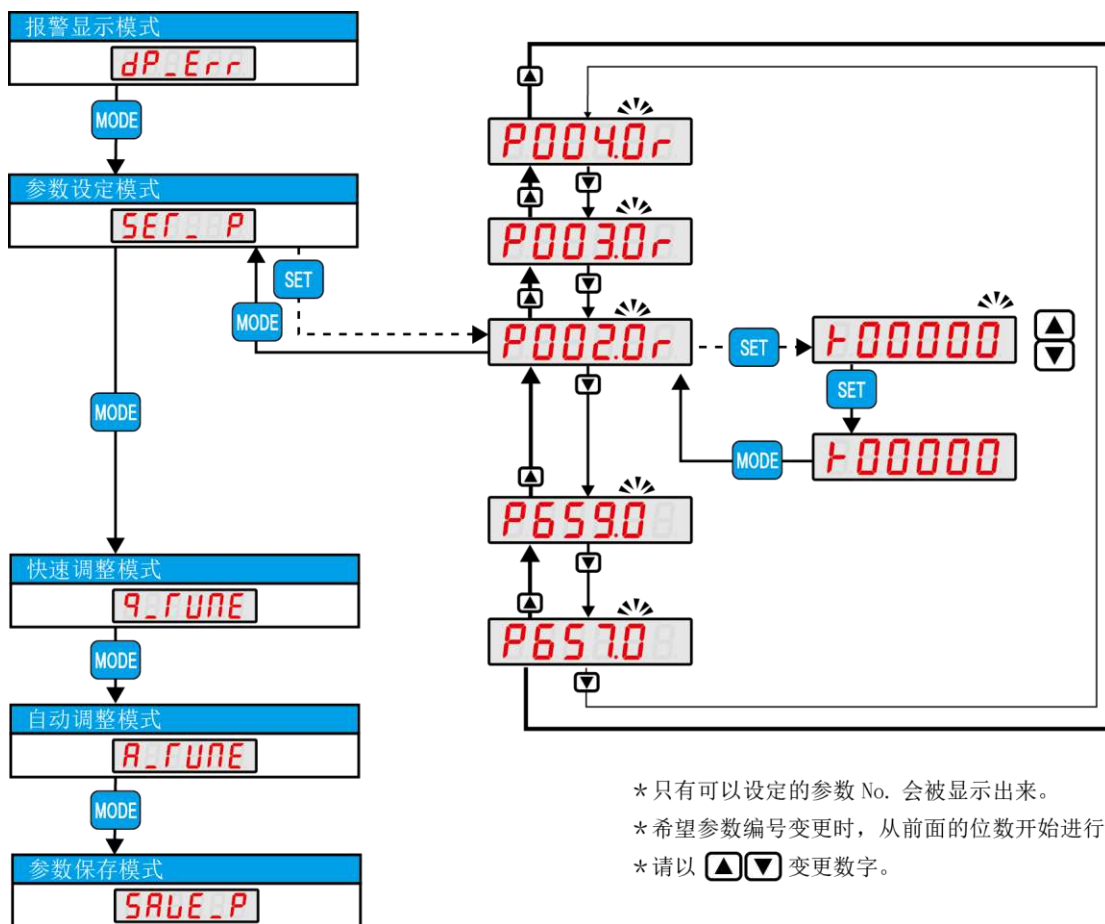 报警显示模式
dP_Err
MODE
参数设定模式
SET_ P
SET
MODE
MODE
快速调整模式
q_TUNE
MODE
自动调整模式
A_TUNE
MODE
参数保存模式
SAVE_P
P004.0r
P003.0r
P002.0r
P659.0
P657.0
SET
r00000
SET
MODE
r00000
*只有可以设定的参数 No. 会被显示出来。
*希望参数编号变更时，从前面的位数开始进行
*请以 ▲▼ 变更数字。